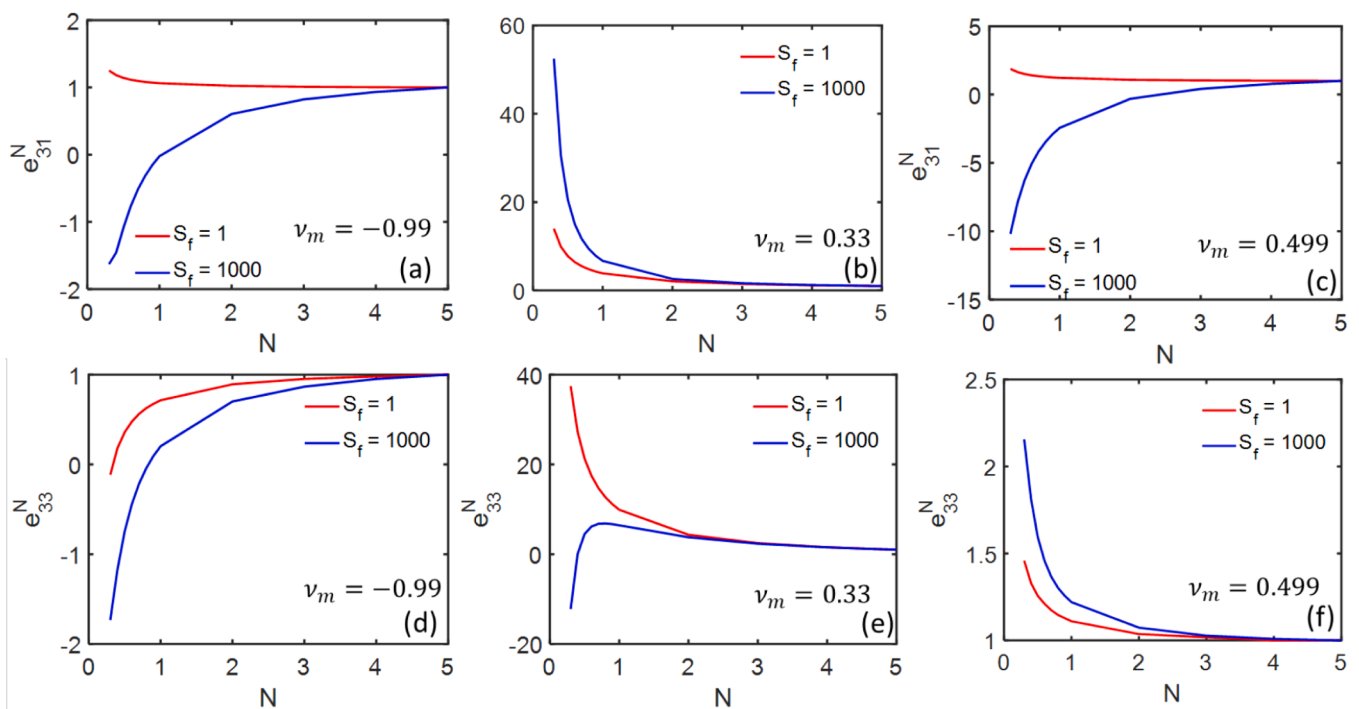 2
1
0
-1
-2
0
1
2
3
4
5
e_31^N
N
S_f = 1
S_f = 1000
ν_m = −0.99
(a)
60
40
20
0
0
1
2
3
4
5
N
S_f = 1
S_f = 1000
ν_m = 0.33
(b)
5
0
-5
-10
-15
0
1
2
3
4
5
e_31^N
N
S_f = 1
S_f = 1000
ν_m = 0.499
(c)
1
0
-1
-2
0
1
2
3
4
5
e_33^N
N
S_f = 1
S_f = 1000
ν_m = −0.99
(d)
40
20
0
-20
0
1
2
3
4
5
e_33^N
N
S_f = 1
S_f = 1000
ν_m = 0.33
(e)
2.5
2
1.5
1
0
1
2
3
4
5
e_33^N
N
S_f = 1
S_f = 1000
ν_m = 0.499
(f)